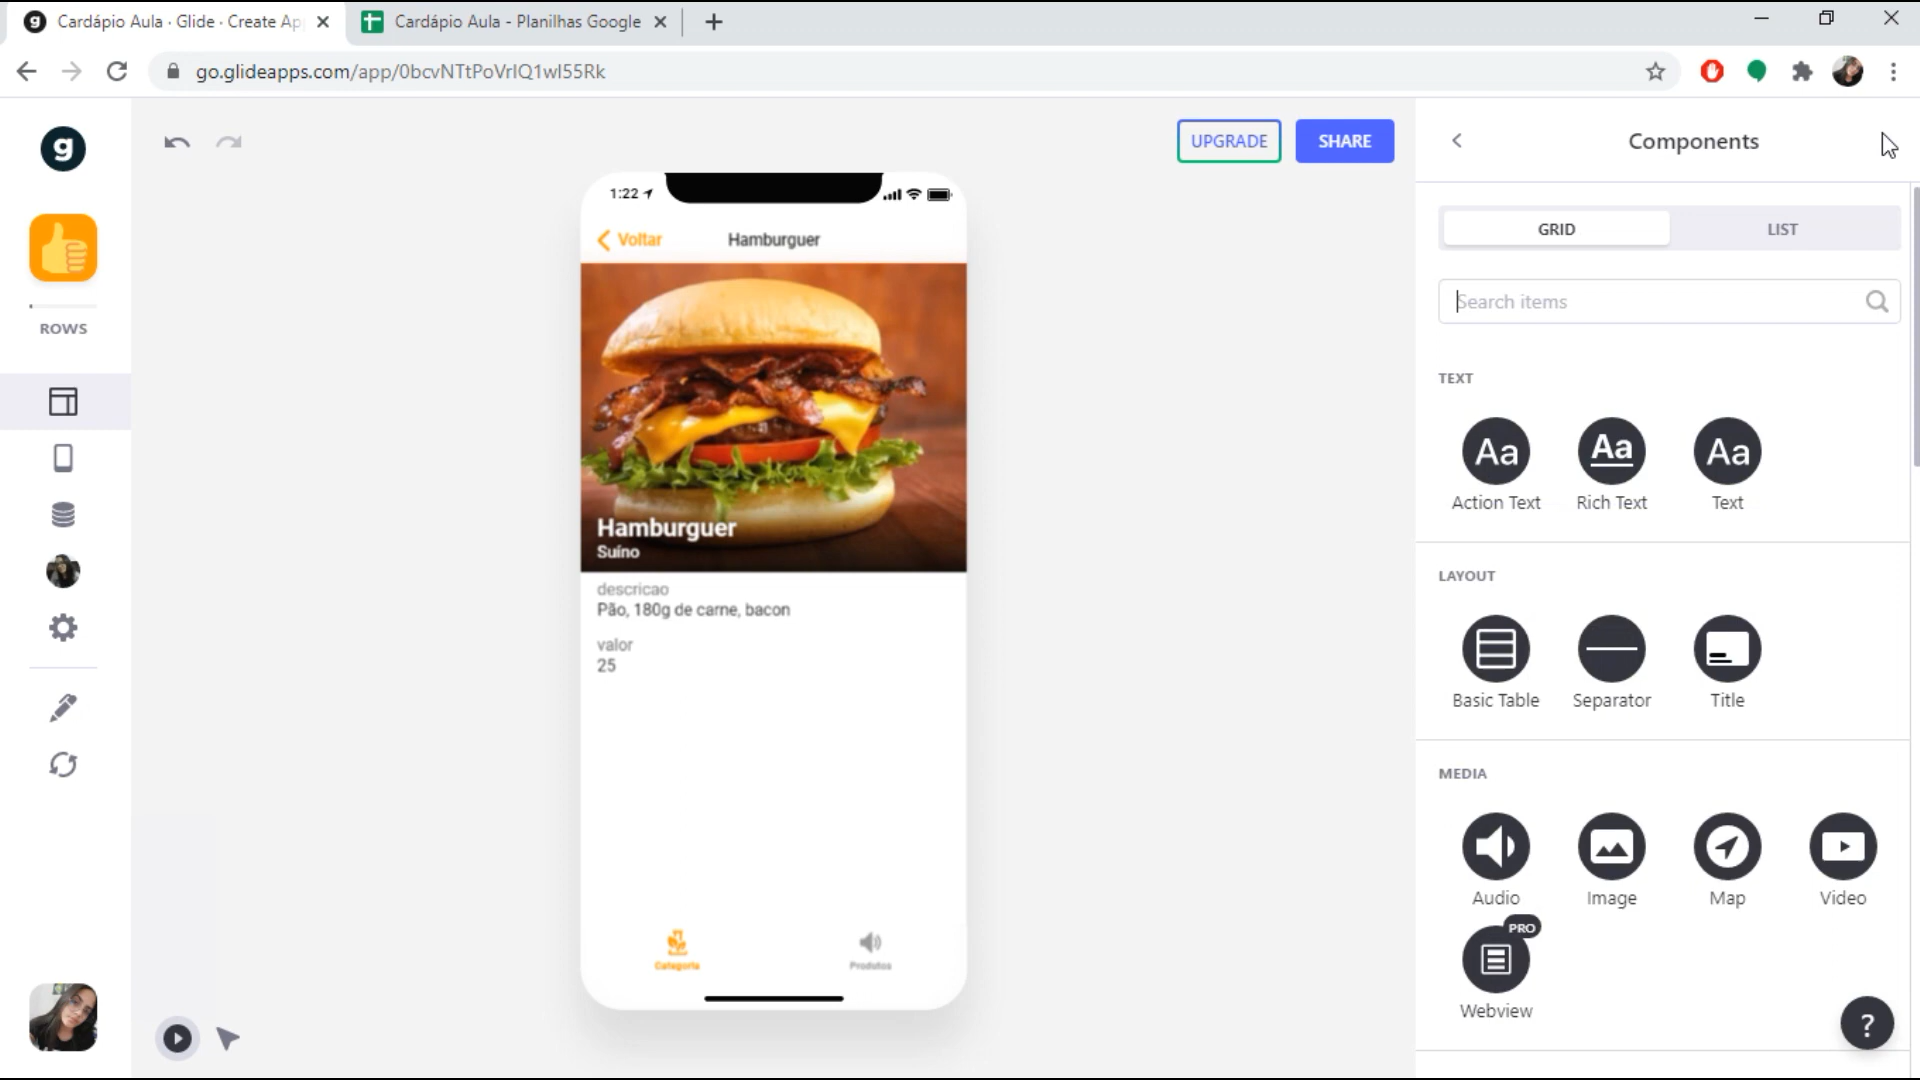 Cardápio Aula · Glide · Create Ap
Cardápio Aula - Planilhas Google
go.glideapps.com/app/0bcvNTtPoVrIQ1wl55Rk
g
ROWS
UPGRADE
SHARE
1:22
Voltar
Hamburguer
Hamburguer
Suíno
descricao
Pão, 180g de carne, bacon
valor
25
Categoria
Produtos
Components
GRID
LIST
Search items
TEXT
Aa
Aa
Aa
Action Text
Rich Text
Text
LAYOUT
Basic Table
Separator
Title
MEDIA
Audio
Image
Map
Video
PRO
Webview
?